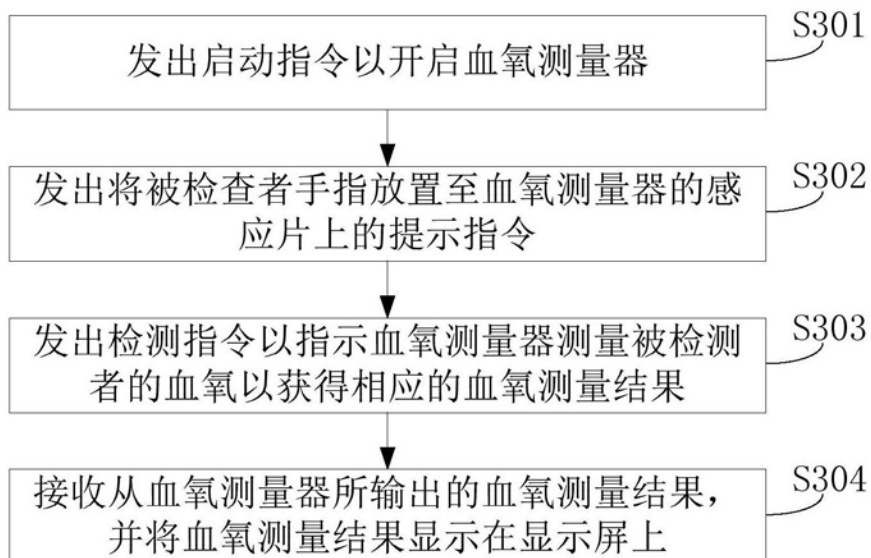 S301
发出启动指令以开启血氧测量器
S302
发出将被检查者手指放置至血氧测量器的感
应片上的提示指令
S303
发出检测指令以指示血氧测量器测量被检测
者的血氧以获得相应的血氧测量结果
S304
接收从血氧测量器所输出的血氧测量结果，
并将血氧测量结果显示在显示屏上